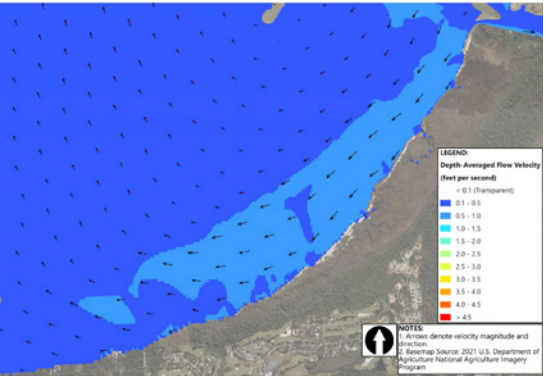 LEGEND:
Depth-Averaged Flow Velocity
(feet per second)
< 0.1 (Transparent)
0.1 - 0.5
0.5 - 1.0
1.0 - 1.5
1.5 - 2.0
2.0 - 2.5
2.5 - 3.0
3.0 - 3.5
3.5 - 4.0
4.0 - 4.5
> 4.5
NOTES:
1. Arrows denote velocity magnitude and
direction.
2. Basemap Source: 2021 U.S. Department of
Agriculture National Agriculture Imagery
Program